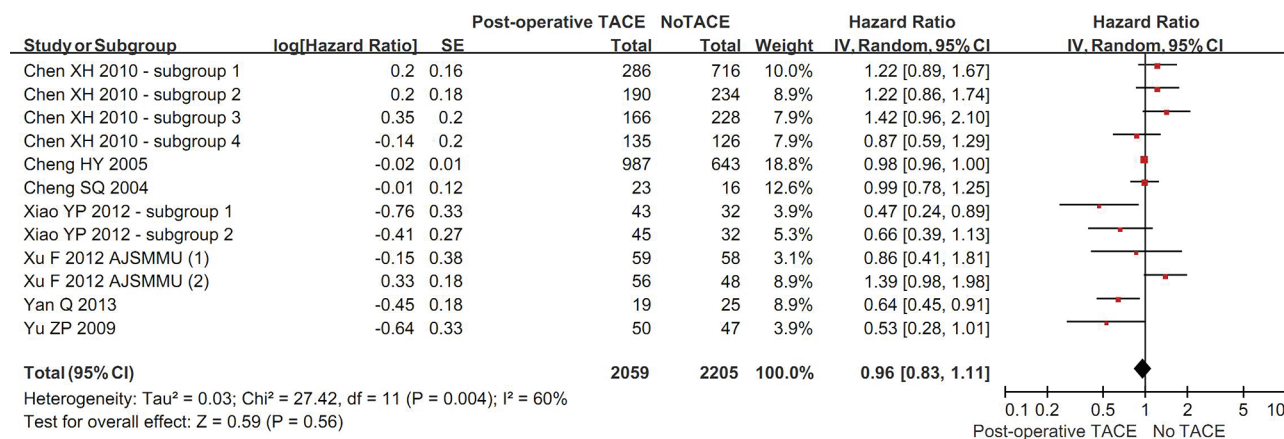 Post-operative TACE NoTACE Hazard Ratio Hazard Ratio
Study or Subgroup log[Hazard Ratio] SE Total Total Weight IV, Random, 95% CI IV, Random, 95% CI
Chen XH 2010 - subgroup 1 0.2 0.16 286 716 10.0% 1.22 [0.89, 1.67]
Chen XH 2010 - subgroup 2 0.2 0.18 190 234 8.9% 1.22 [0.86, 1.74]
Chen XH 2010 - subgroup 3 0.35 0.2 166 228 7.9% 1.42 [0.96, 2.10]
Chen XH 2010 - subgroup 4 -0.14 0.2 135 126 7.9% 0.87 [0.59, 1.29]
Cheng HY 2005 -0.02 0.01 987 643 18.8% 0.98 [0.96, 1.00]
Cheng SQ 2004 -0.01 0.12 23 16 12.6% 0.99 [0.78, 1.25]
Xiao YP 2012 - subgroup 1 -0.76 0.33 43 32 3.9% 0.47 [0.24, 0.89]
Xiao YP 2012 - subgroup 2 -0.41 0.27 45 32 5.3% 0.66 [0.39, 1.13]
Xu F 2012 AJSMMU (1) -0.15 0.38 59 58 3.1% 0.86 [0.41, 1.81]
Xu F 2012 AJSMMU (2) 0.33 0.18 56 48 8.9% 1.39 [0.98, 1.98]
Yan Q 2013 -0.45 0.18 19 25 8.9% 0.64 [0.45, 0.91]
Yu ZP 2009 -0.64 0.33 50 47 3.9% 0.53 [0.28, 1.01]
Total (95% CI) 2059 2205 100.0% 0.96 [0.83, 1.11]
Heterogeneity: Tau² = 0.03; Chi² = 27.42, df = 11 (P = 0.004); I² = 60%
Test for overall effect: Z = 0.59 (P = 0.56)
0.1 0.2 0.5 1 2 5 10
Post-operative TACE No TACE